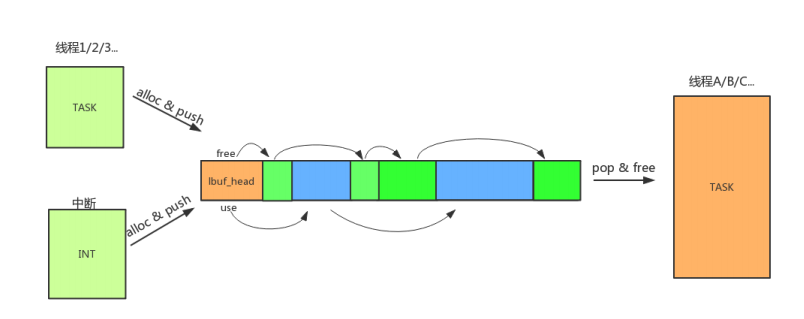 线程1/2/3...
TASK
alloc & push
中断
INT
alloc & push
free
lbuf_head
use
pop & free
线程A/B/C...
TASK